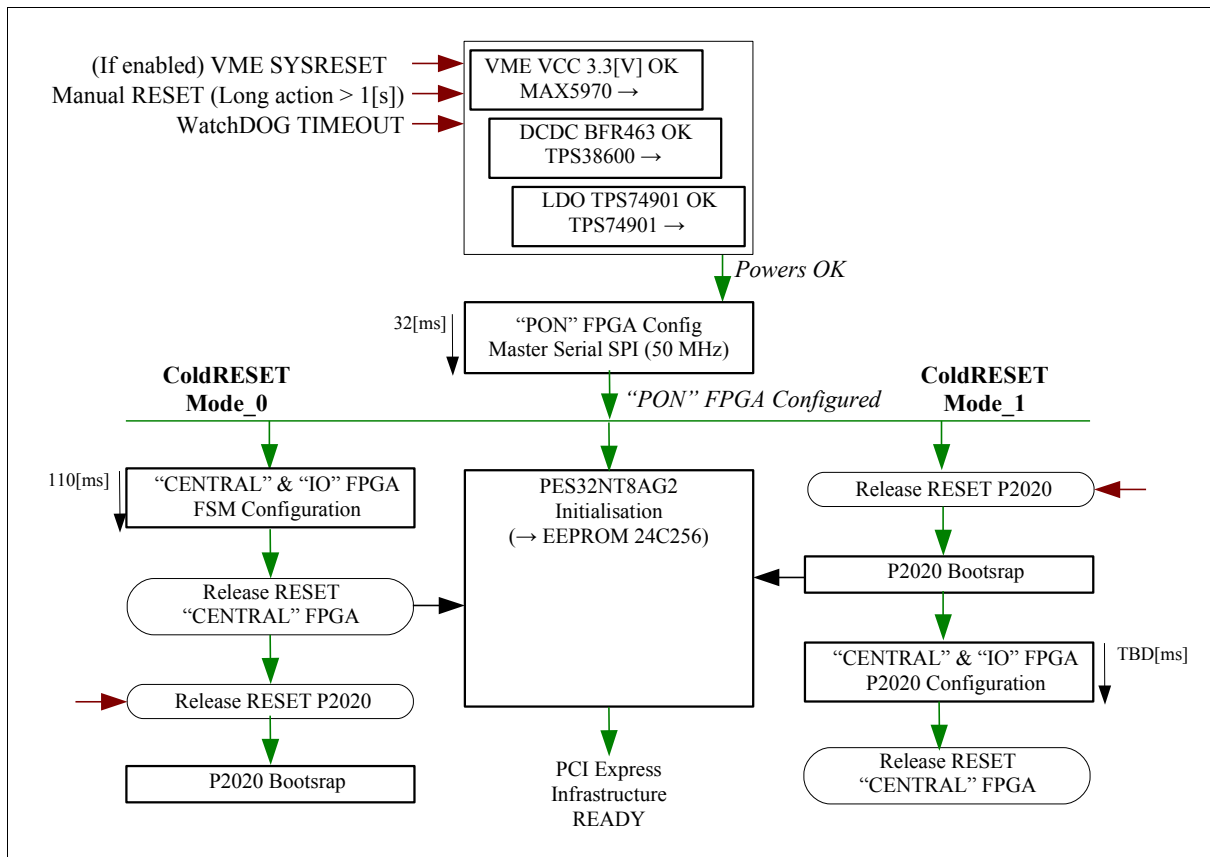 (If enabled) VME SYSRESET
Manual RESET (Long action > 1[s])
WatchDOG TIMEOUT
VME VCC 3.3[V] OK
MAX5970 →
DCDC BFR463 OK
TPS38600 →
LDO TPS74901 OK
TPS74901 →
Powers OK
32[ms]
“PON” FPGA Config
Master Serial SPI (50 MHz)
“PON” FPGA Configured
ColdRESET
Mode_0
110[ms]
“CENTRAL” & “IO” FPGA
FSM Configuration
Release RESET
“CENTRAL” FPGA
Release RESET P2020
P2020 Bootsrap
PES32NT8AG2
Initialisation
(→ EEPROM 24C256)
PCI Express
Infrastructure
READY
ColdRESET
Mode_1
Release RESET P2020
P2020 Bootsrap
“CENTRAL” & “IO” FPGA
P2020 Configuration
TBD[ms]
Release RESET
“CENTRAL” FPGA